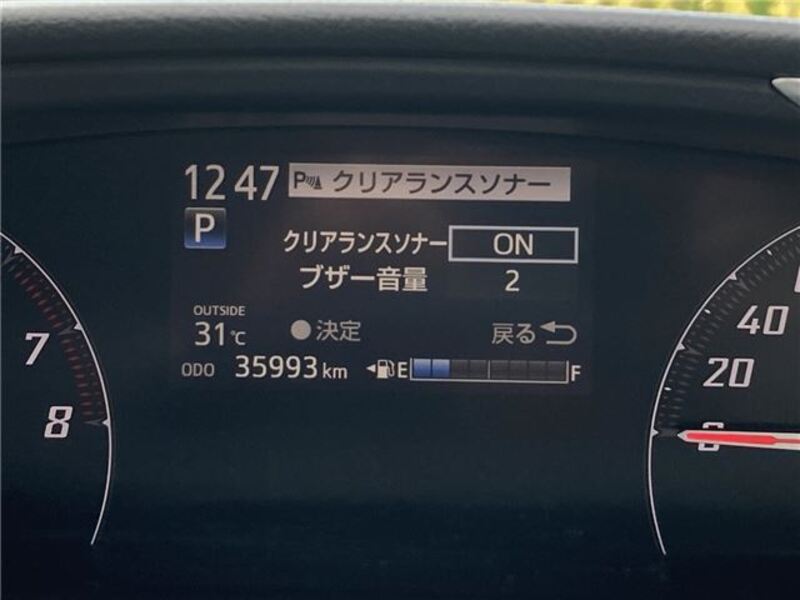 12 47 P クリアランスソナー
P
クリアランスソナー ON
ブザー音量 2
OUTSIDE
31℃ ●決定 戻る
ODO 35993 km E F
7
8
40
20
0